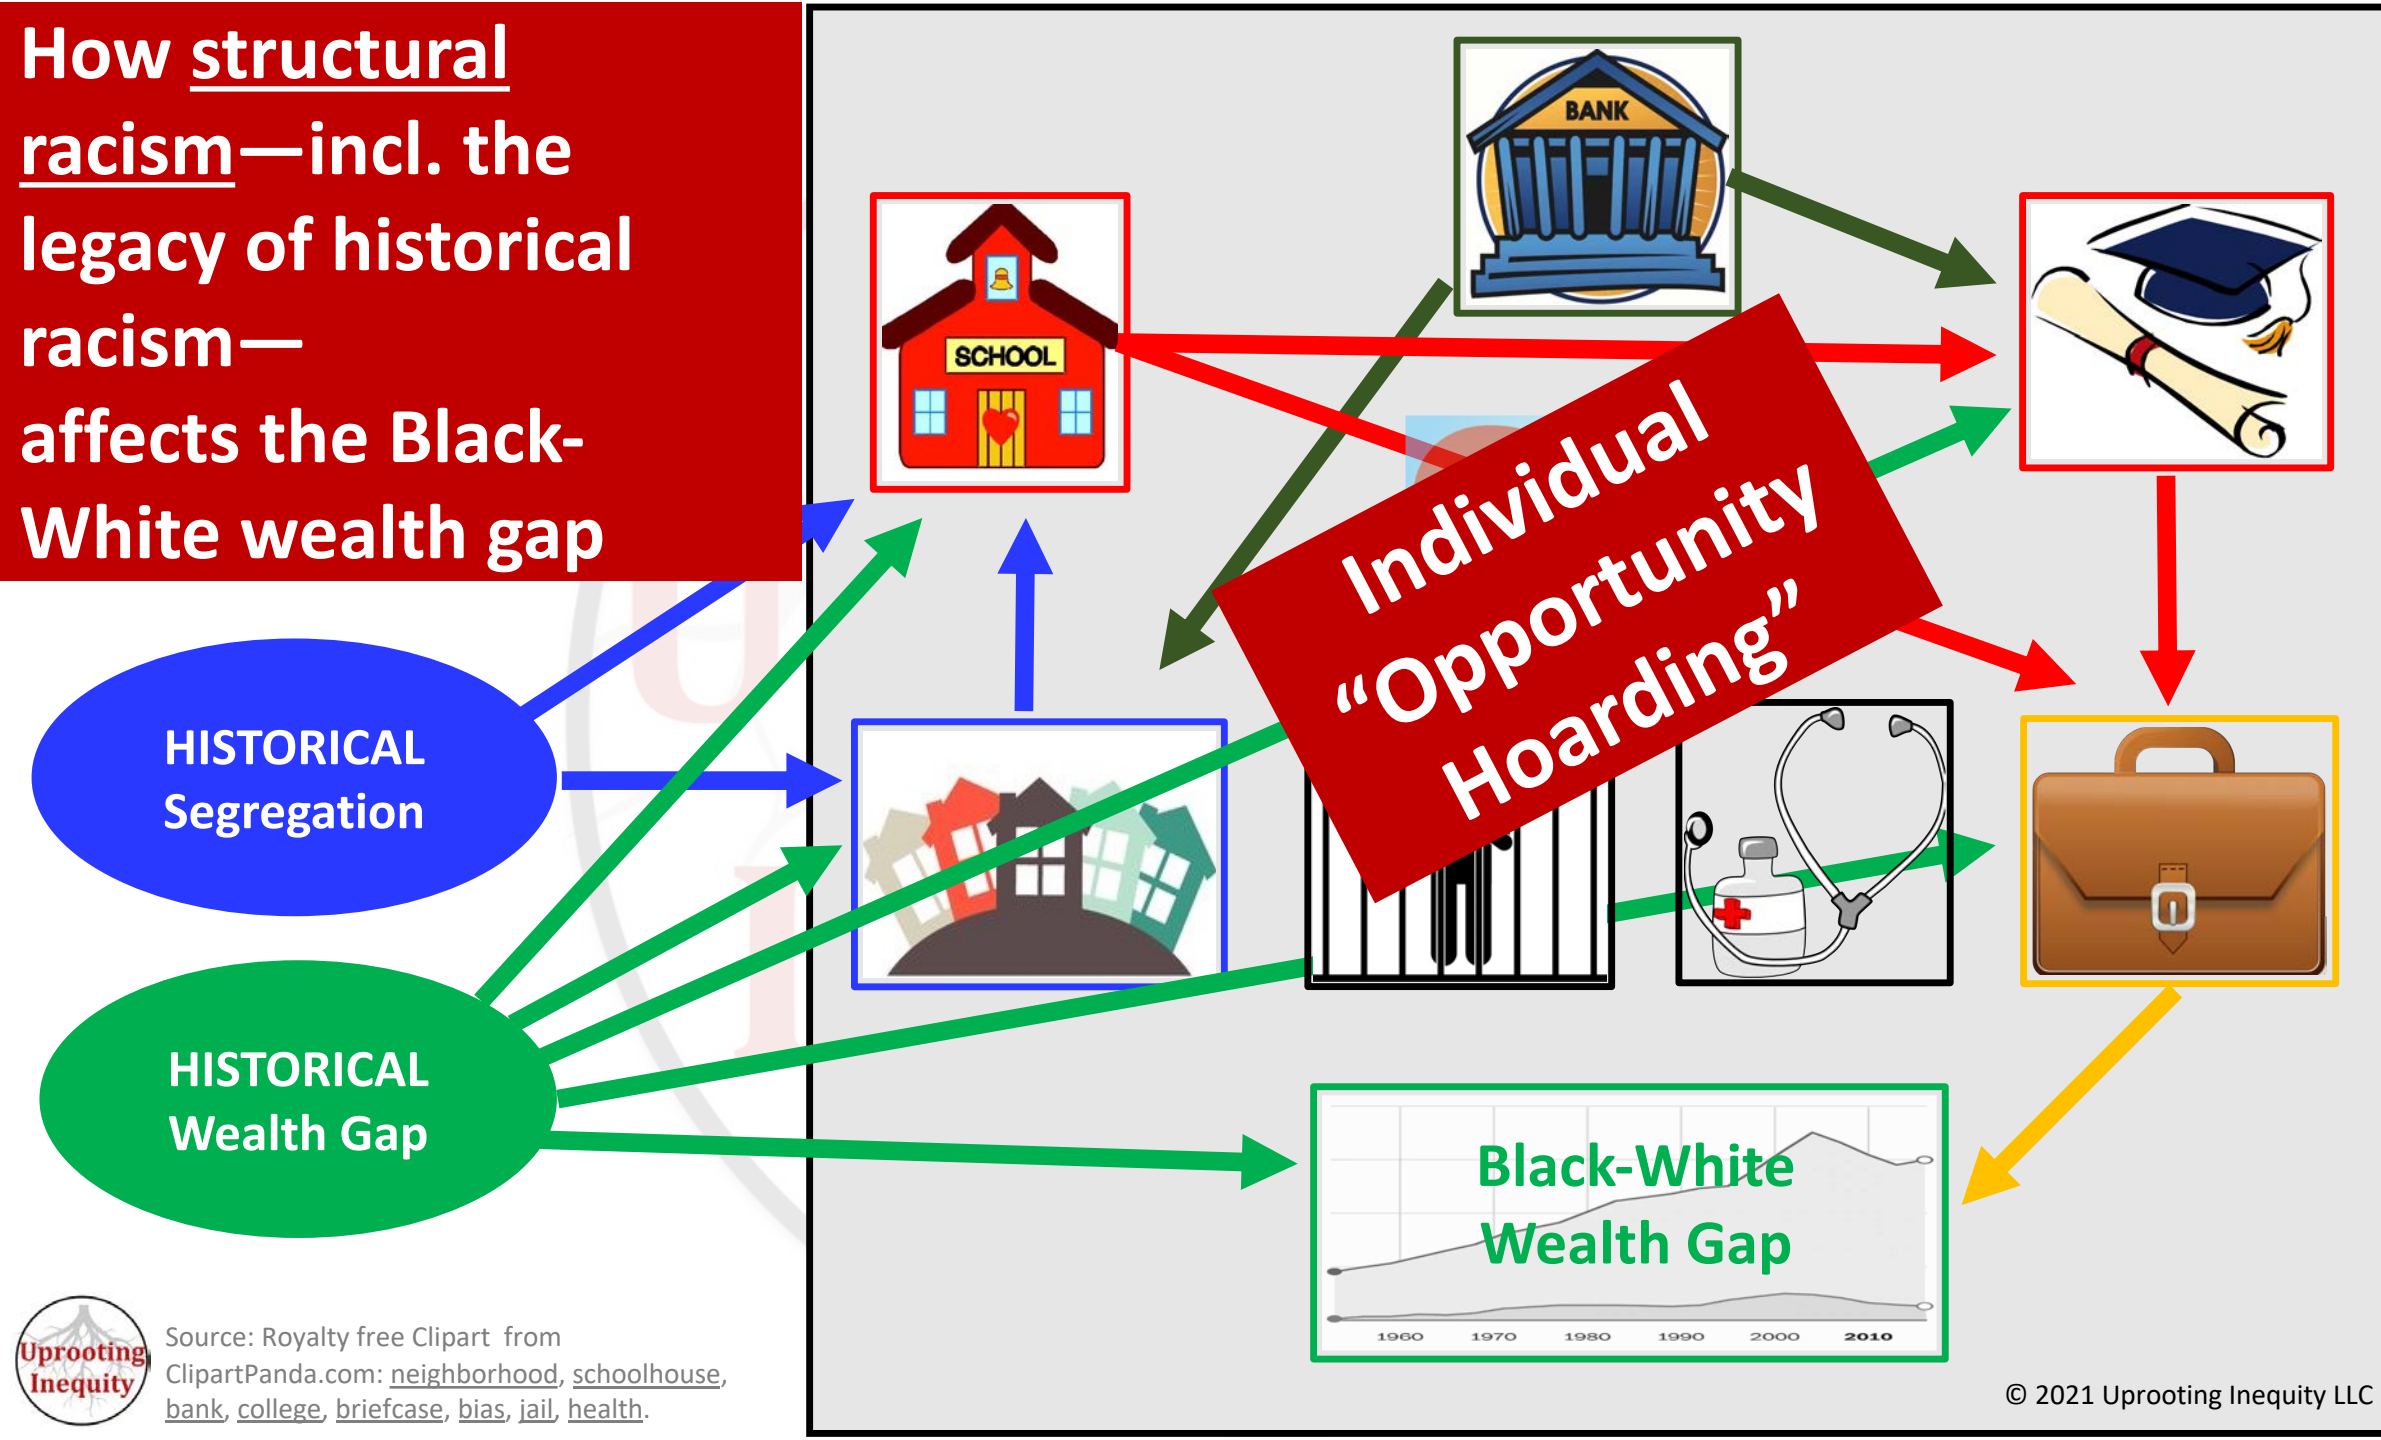 How structural
racism—incl. the
legacy of historical
racism—
affects the Black-
White wealth gap
BANK
SCHOOL
Individual
“Opportunity
Hoarding”
HISTORICAL
Segregation
HISTORICAL
Wealth Gap
Black-White
Wealth Gap
1960 1970 1980 1990 2000 2010
Uprooting
Inequity
Source: Royalty free Clipart from
ClipartPanda.com: neighborhood, schoolhouse,
bank, college, briefcase, bias, jail, health.
© 2021 Uprooting Inequity LLC